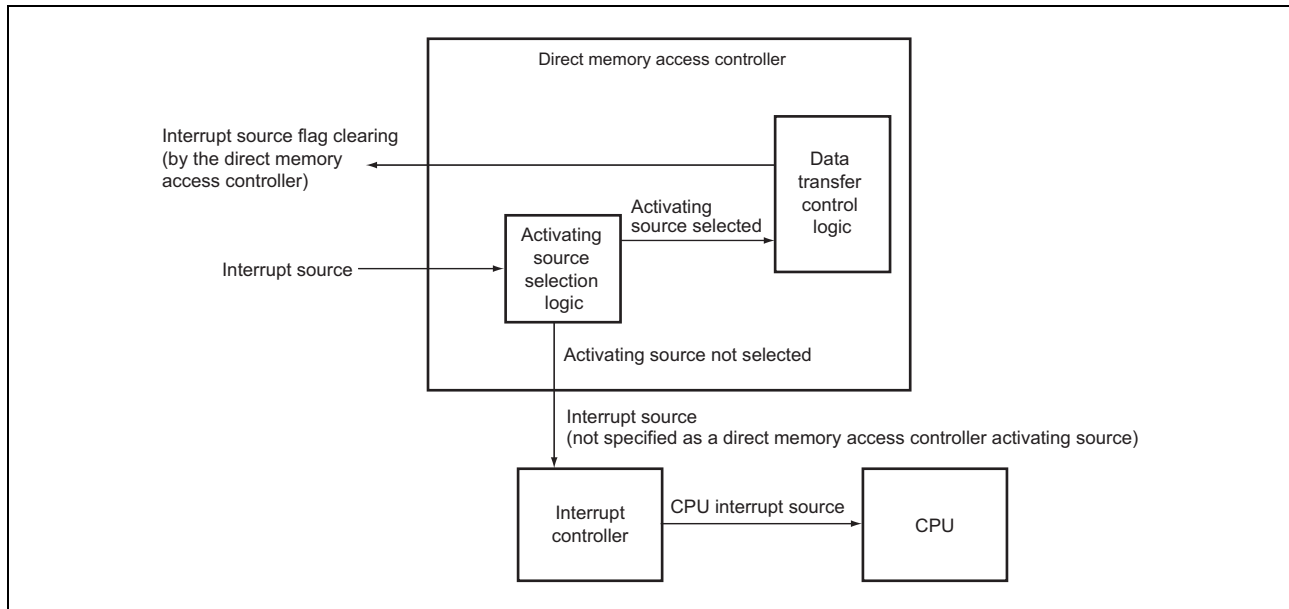 Direct memory access controller
Interrupt source flag clearing
(by the direct memory
access controller)
Data
transfer
control
logic
Activating
source selected
Activating
source
selection
logic
Interrupt source
Activating source not selected
Interrupt source
(not specified as a direct memory access controller activating source)
Interrupt
controller
CPU interrupt source
CPU